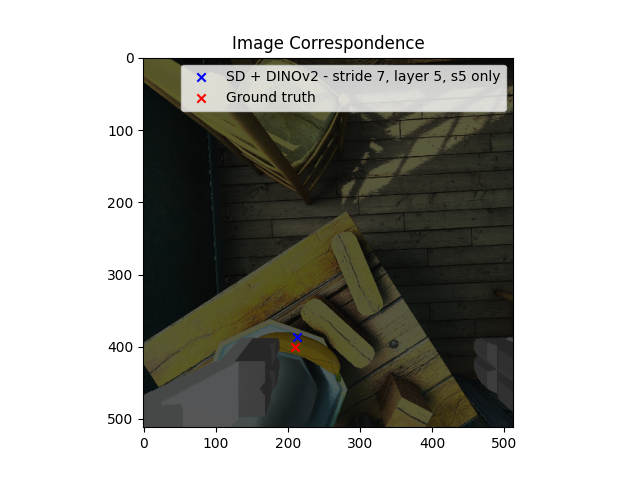 Image Correspondence
SD + DINOv2 - stride 7, layer 5, s5 only
Ground truth
0
100
200
300
400
500
0 100 200 300 400 500